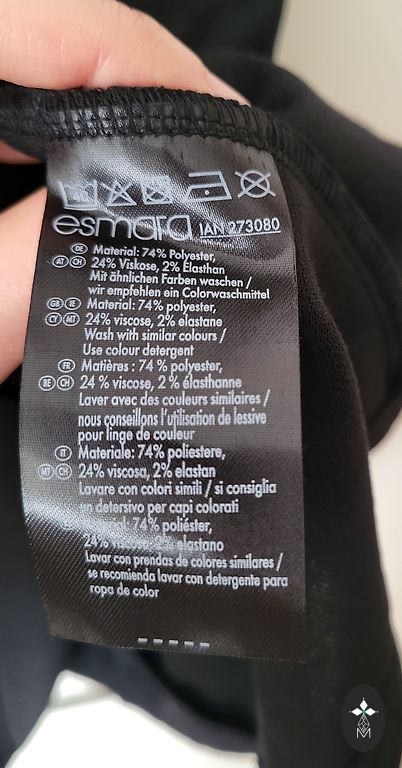 esmara IAN 273080
DE Material: 74% Polyester,
AT CH 24% Viskose, 2% Elasthan
Mit ähnlichen Farben waschen /
wir empfehlen ein Colorwaschmittel
GB IE Material: 74% polyester,
CY MT 24% viscose, 2% elastane
Wash with similar colours /
Use colour detergent
FR Matières : 74 % polyester,
BE CH 24 % viscose, 2 % élasthanne
Laver avec des couleurs similaires /
nous conseillons l'utilisation de lessive
pour linge de couleur
IT Materiale: 74% poliestere,
MT CH 24% viscosa, 2% elastan
Lavare con colori simili / si consiglia
un detersivo per capi colorati
74% poliéster,
24% elastano
Lavar con prendas de colores similares /
se recomienda lavar con detergente para
ropa de color
M